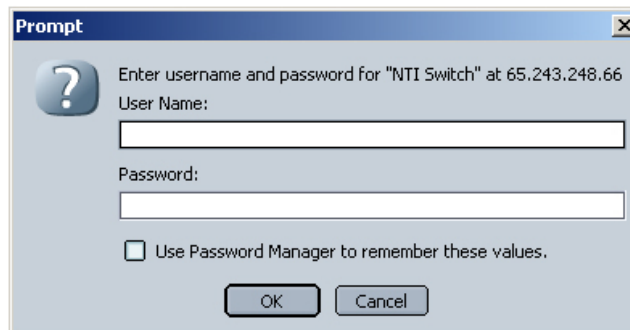 Prompt
Enter username and password for "NTI Switch" at 65.243.248.66
User Name:
Password:
Use Password Manager to remember these values.
OK
Cancel